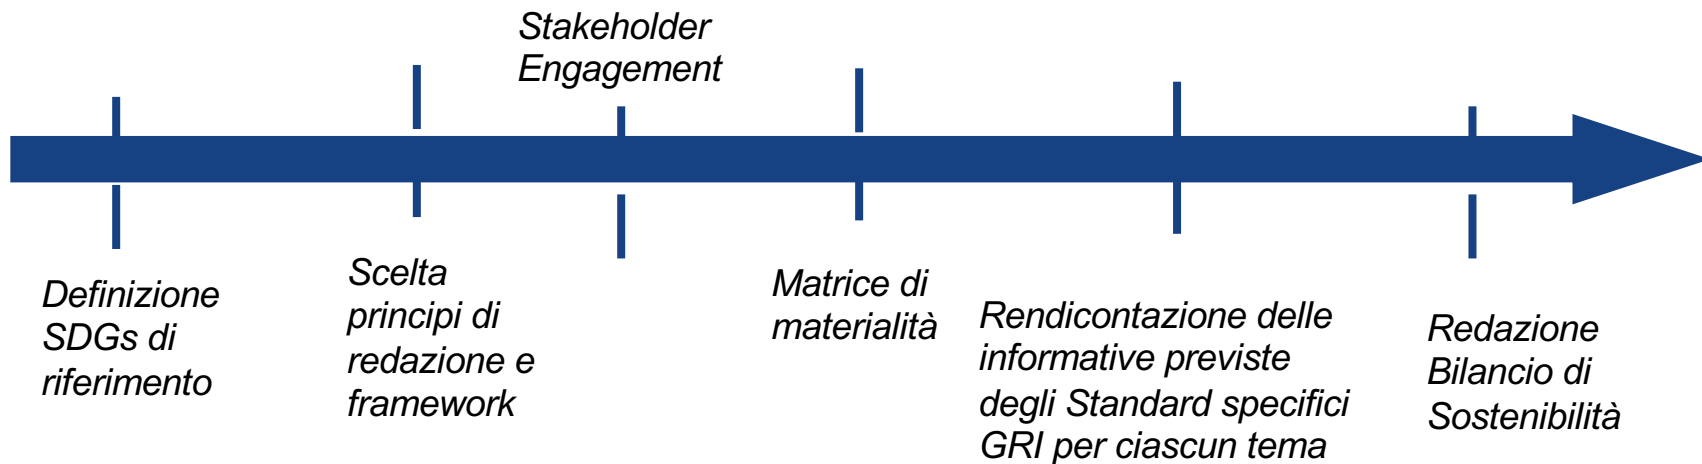 Stakeholder
Engagement
Definizione
SDGs di
riferimento
Scelta
principi di
redazione e
framework
Matrice di
materialità
Rendicontazione delle
informative previste
degli Standard specifici
GRI per ciascun tema
Redazione
Bilancio di
Sostenibilità